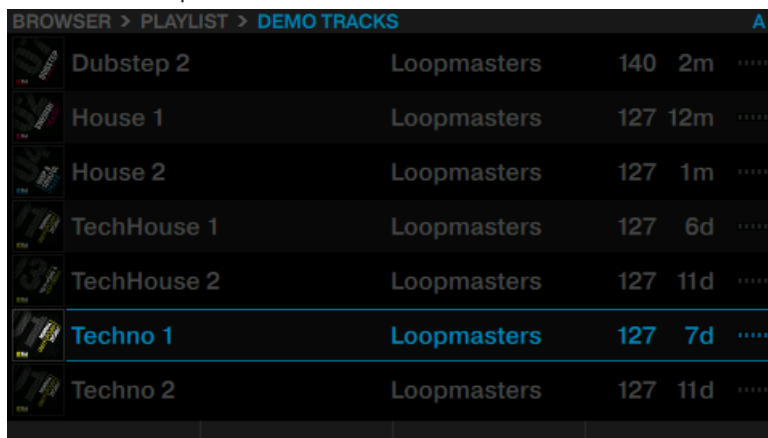 BROWSER > PLAYLIST > DEMO TRACKS A
Dubstep 2 Loopmasters 140 2m
House 1 Loopmasters 127 12m
House 2 Loopmasters 127 1m
TechHouse 1 Loopmasters 127 6d
TechHouse 2 Loopmasters 127 11d
Techno 1 Loopmasters 127 7d
Techno 2 Loopmasters 127 11d